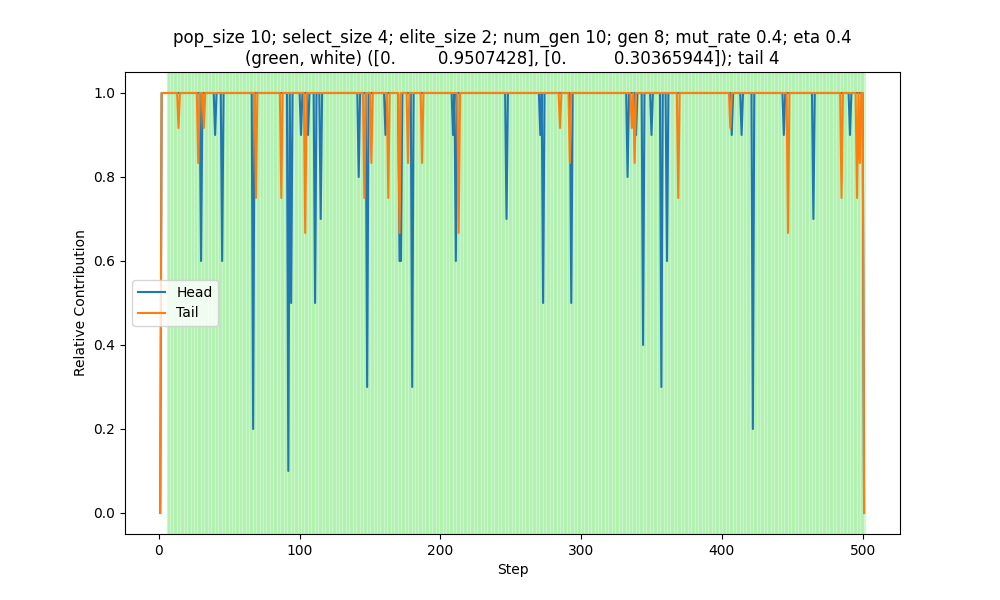 pop_size 10; select_size 4; elite_size 2; num_gen 10; gen 8; mut_rate 0.4; eta 0.4
(green, white) ([0.        0.9507428], [0.         0.30365944]); tail 4
1.0
0.8
0.6
0.4
0.2
0.0
Relative Contribution
Head
Tail
0
100
200
300
400
500
Step